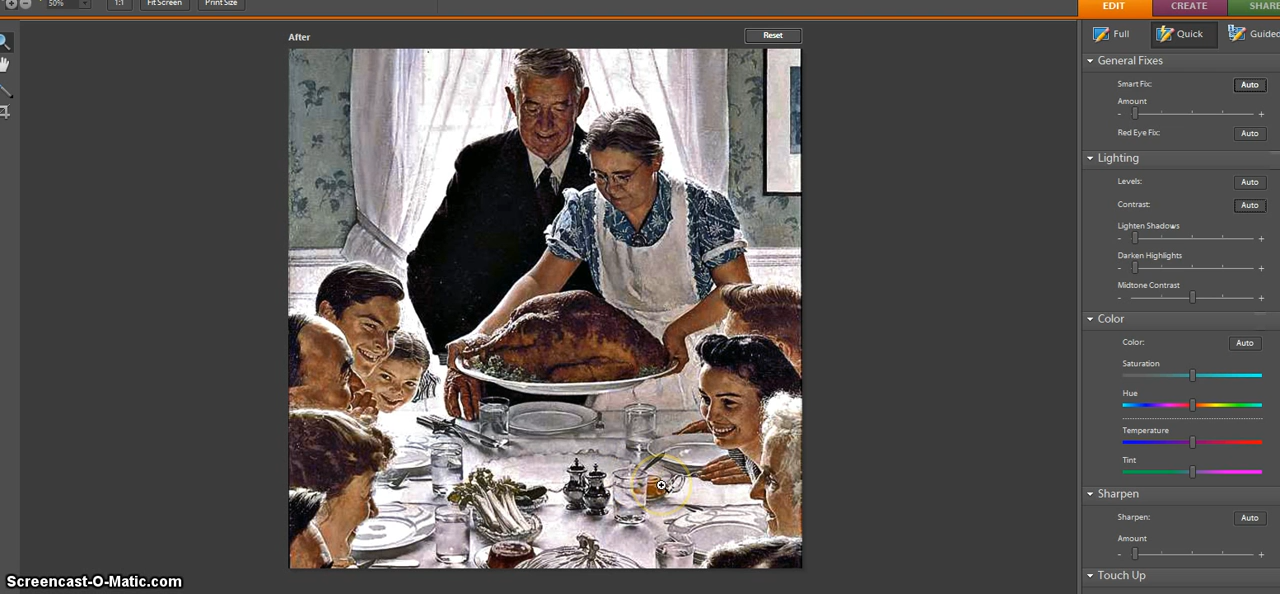 50% 1:1 Fit Screen Print Size
EDIT CREATE SHARE
After Reset
Full Quick Guided
General Fixes
Smart Fix: Auto
Amount
- +
Red Eye Fix: Auto
Lighting
Levels: Auto
Contrast: Auto
Lighten Shadows
- +
Darken Highlights
- +
Midtone Contrast
- +
Color
Color: Auto
Saturation
Hue
Temperature
Tint
Sharpen
Sharpen: Auto
Amount
- +
Touch Up
Screencast-O-Matic.com